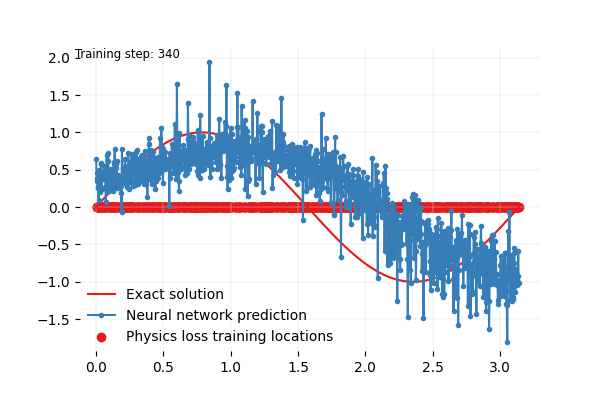 Training step: 340
2.0
1.5
1.0
0.5
0.0
−0.5
−1.0
−1.5
Exact solution
Neural network prediction
Physics loss training locations
0.0 0.5 1.0 1.5 2.0 2.5 3.0